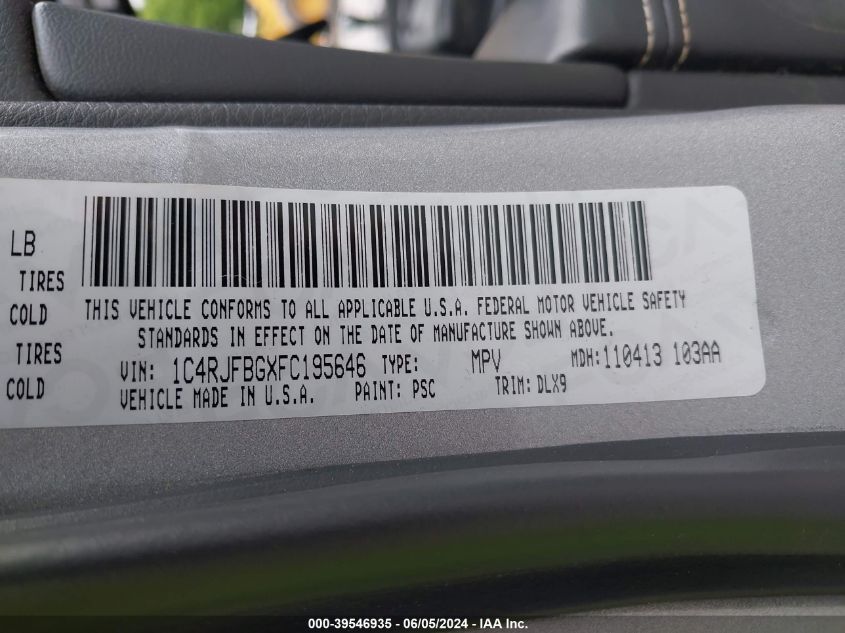 LB
TIRES
COLD
TIRES
COLD
THIS VEHICLE CONFORMS TO ALL APPLICABLE U.S.A. FEDERAL MOTOR VEHICLE SAFETY
STANDARDS IN EFFECT ON THE DATE OF MANUFACTURE SHOWN ABOVE.
VIN: 1C4RJFBGXFC195646 TYPE: MPV MDH:110413 103AA
VEHICLE MADE IN U.S.A. PAINT: PSC TRIM: DLX9
000-39546935 - 06/05/2024 - IAA Inc.